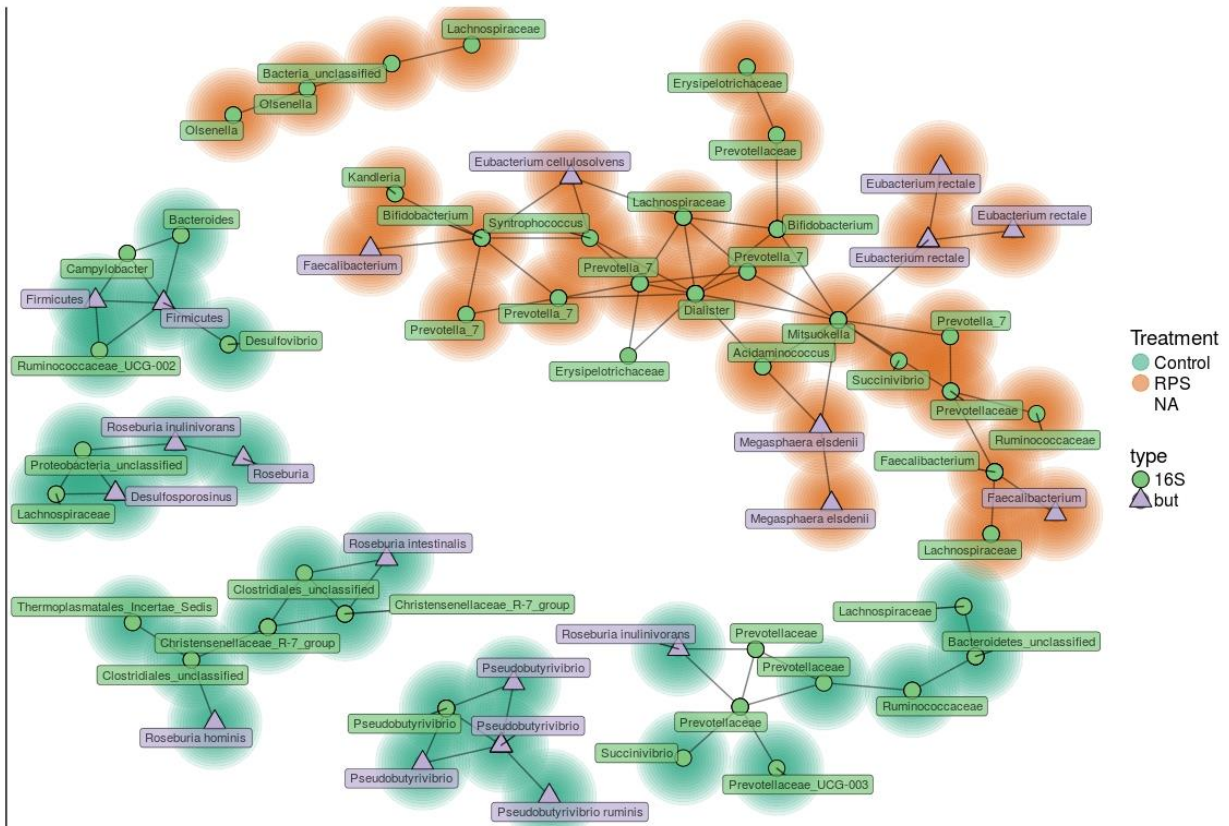 Lachnospiraceae
Bacteria_unclassified
Olsenella
Olsenella
Erysipelotrichaceae
Prevotellaceae
Eubacterium cellulosolvens
Kandleria
Eubacterium rectale
Lachnospiraceae
Bifidobacterium
Syntrophococcus
Bifidobacterium
Eubacterium rectale
Bacteroides
Prevotella_7
Eubacterium rectale
Faecalibacterium
Prevotella_7
Campylobacter
Firmicutes
Firmicutes
Prevotella_7
Prevotella_7
Dialister
Mitsuokella
Prevotella_7
Desulfovibrio
Acidaminococcus
Ruminococcaceae_UCG-002
Erysipelotrichaceae
Succinivibrio
Treatment
Control
RPS
NA
Prevotellaceae
Roseburia inulinivorans
Megasphaera elsdenii
Ruminococcaceae
type
16S
but
Proteobacteria_unclassified
Roseburia
Faecalibacterium
Desulfosporosinus
Faecalibacterium
Lachnospiraceae
Megasphaera elsdenii
Roseburia intestinalis
Lachnospiraceae
Clostridiales_unclassified
Thermoplasmatales_Incertae_Sedis
Christensenellaceae_R-7_group
Lachnospiraceae
Christensenellaceae_R-7_group
Roseburia inulinivorans
Prevotellaceae
Bacteroidetes_unclassified
Clostridiales_unclassified
Pseudobutyrivibrio
Prevotellaceae
Ruminococcaceae
Pseudobutyrivibrio
Pseudobutyrivibrio
Prevotellaceae
Roseburia hominis
Succinivibrio
Pseudobutyrivibrio
Prevotellaceae_UCG-003
Pseudobutyrivibrio ruminis